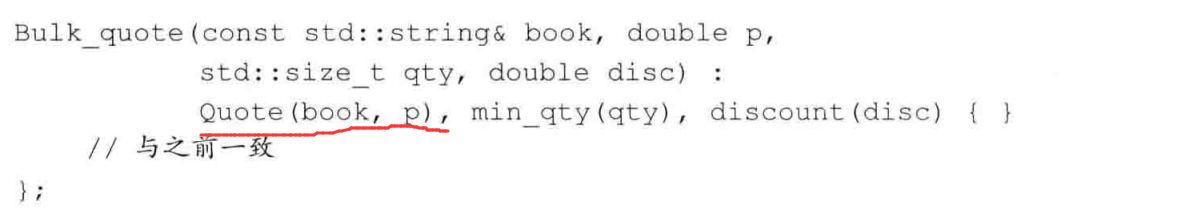 Bulk_quote(const std::string& book, double p,
std::size_t qty, double disc) :
Quote(book, p), min_qty(qty), discount(disc) { }
// 与之前一致
};